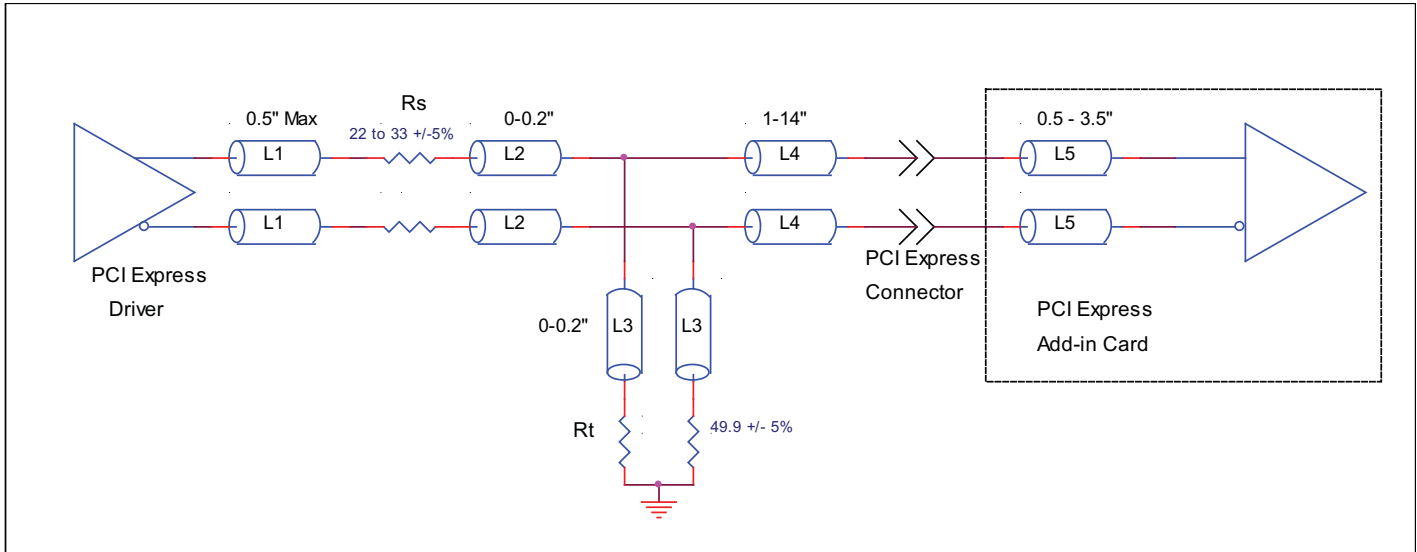 Rs
0.5" Max
22 to 33 +/-5%
0-0.2"
1-14"
0.5 - 3.5"
L1
L2
L4
L5
L1
L2
L4
L5
PCI Express
Driver
PCI Express
Connector
0-0.2"
L3
L3
PCI Express
Add-in Card
Rt
49.9 +/- 5%